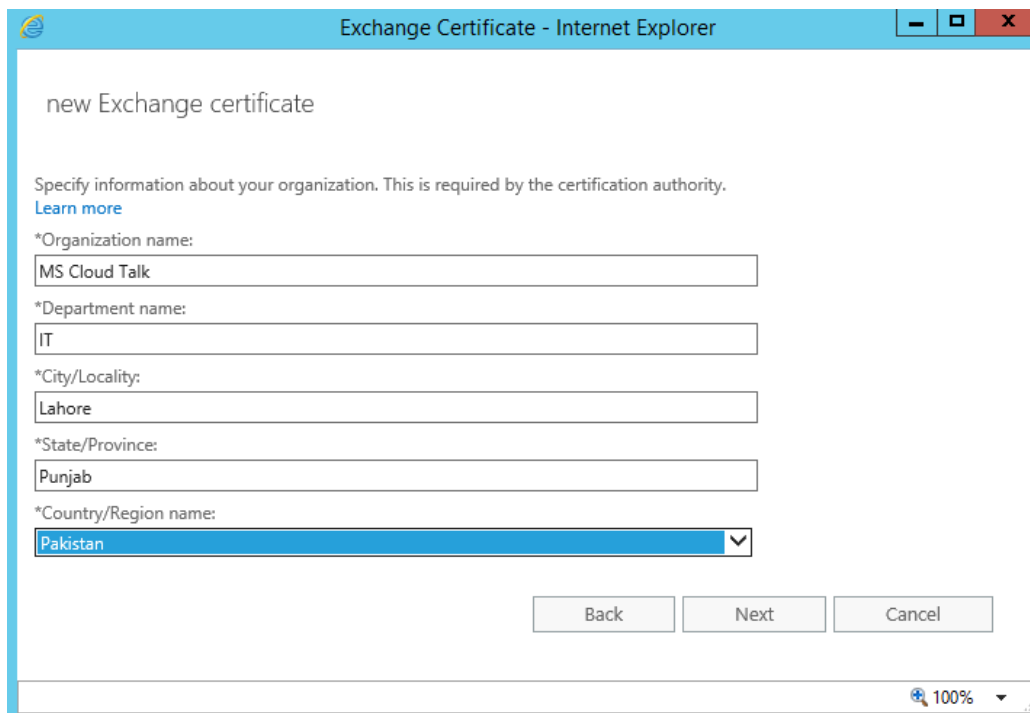 Exchange Certificate - Internet Explorer
new Exchange certificate
Specify information about your organization. This is required by the certification authority.
Learn more
*Organization name:
MS Cloud Talk
*Department name:
IT
*City/Locality:
Lahore
*State/Province:
Punjab
*Country/Region name:
Pakistan
Back Next Cancel
100%